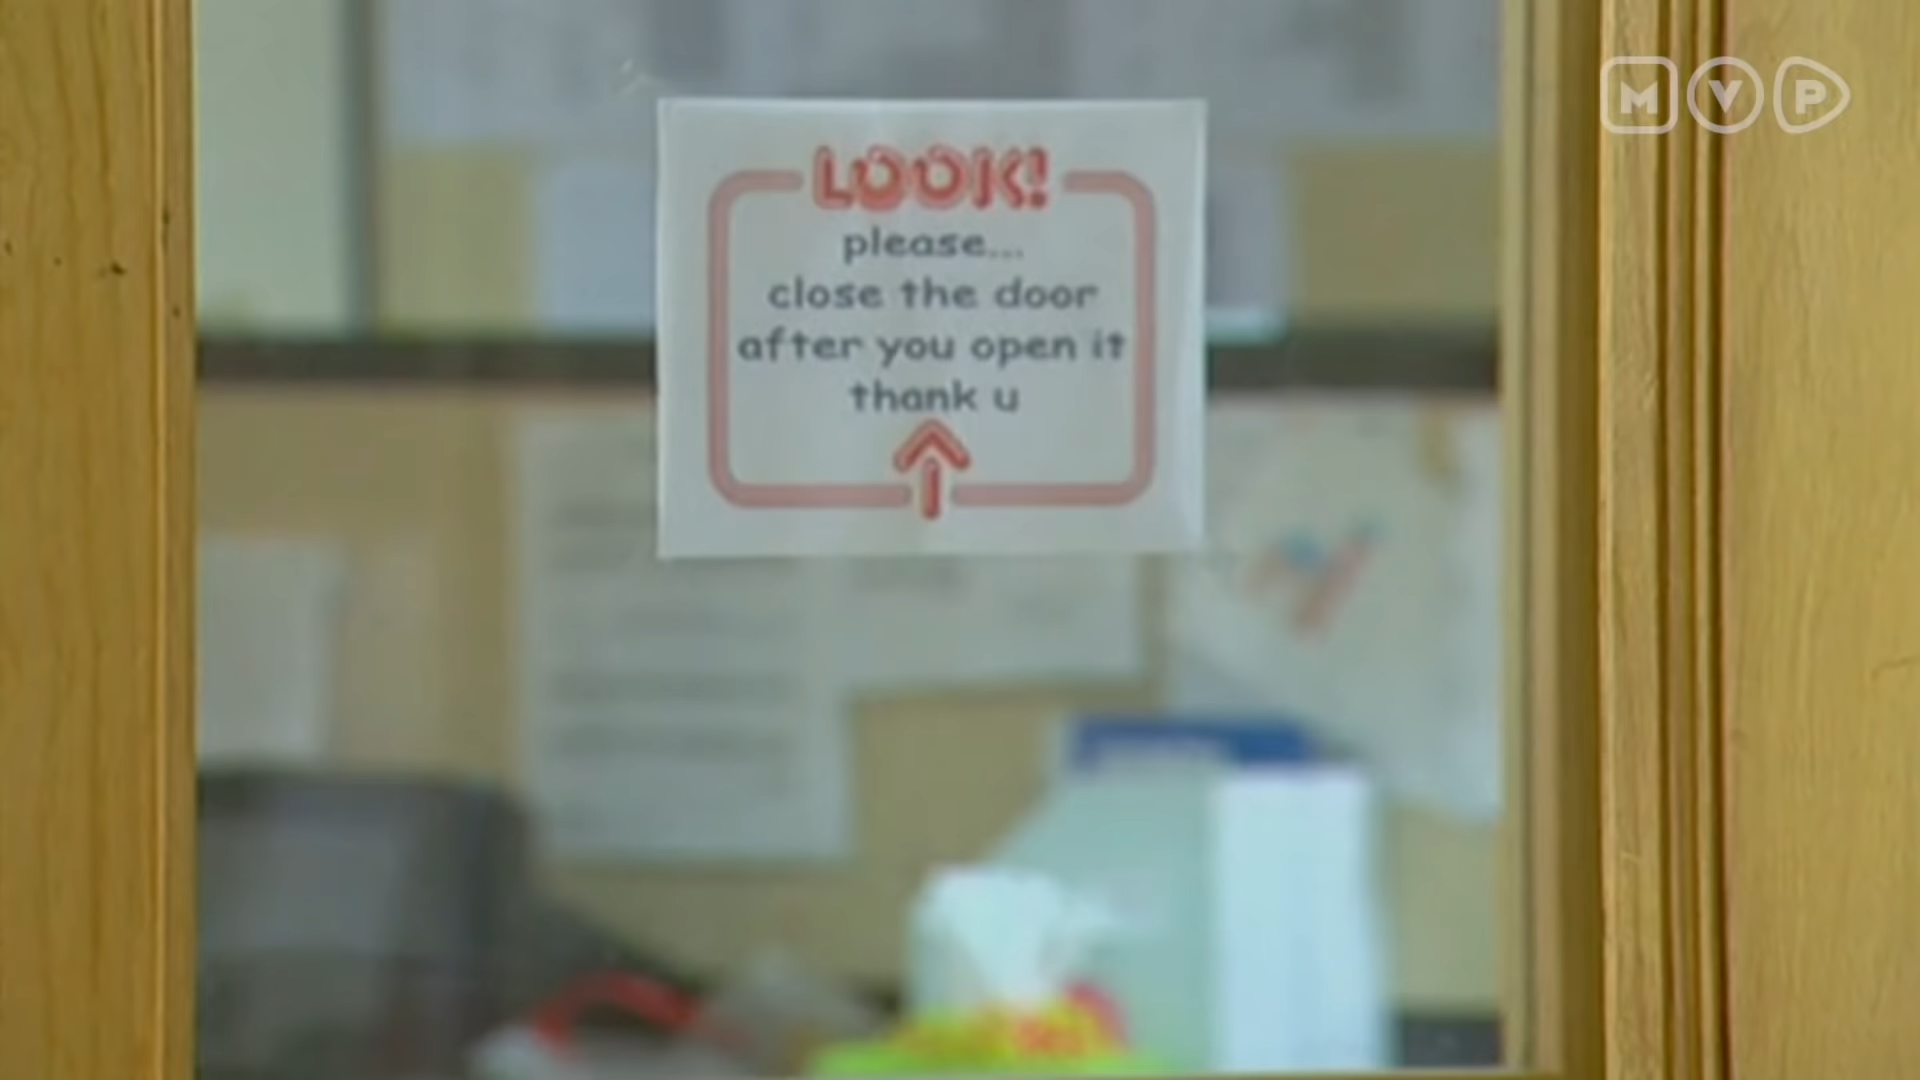 LOOK!
please...
close the door
after you open it
thank u
MVP